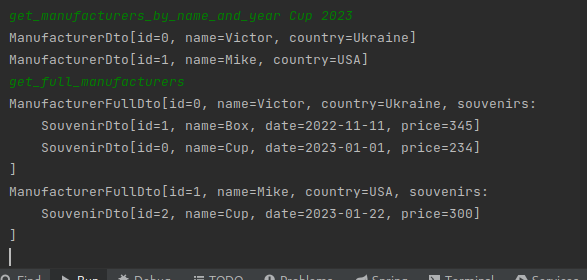 get_manufacturers_by_name_and_year Cup 2023
ManufacturerDto[id=0, name=Victor, country=Ukraine]
ManufacturerDto[id=1, name=Mike, country=USA]
get_full_manufacturers
ManufacturerFullDto[id=0, name=Victor, country=Ukraine, souvenirs:
    SouvenirDto[id=1, name=Box, date=2022-11-11, price=345]
    SouvenirDto[id=0, name=Cup, date=2023-01-01, price=234]
]
ManufacturerFullDto[id=1, name=Mike, country=USA, souvenirs:
    SouvenirDto[id=2, name=Cup, date=2023-01-22, price=300]
]
Find Run Debug TODO Problems Spring Terminal Services